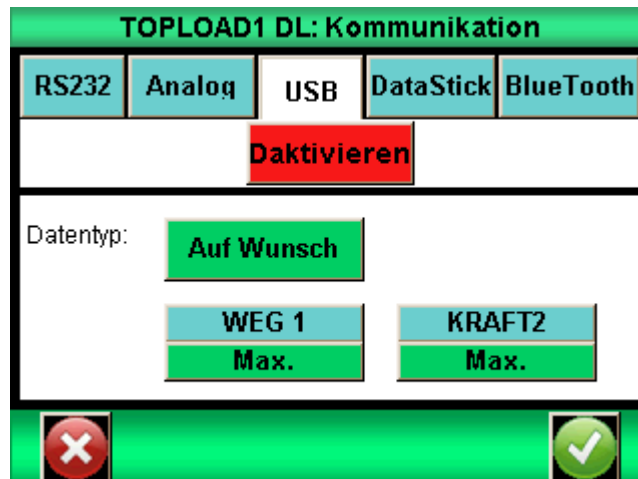 TOPLOAD1 DL: Kommunikation
RS232 Analog USB DataStick BlueTooth
Daktivieren
Datentyp: Auf Wunsch
WEG 1 KRAFT2
Max. Max.